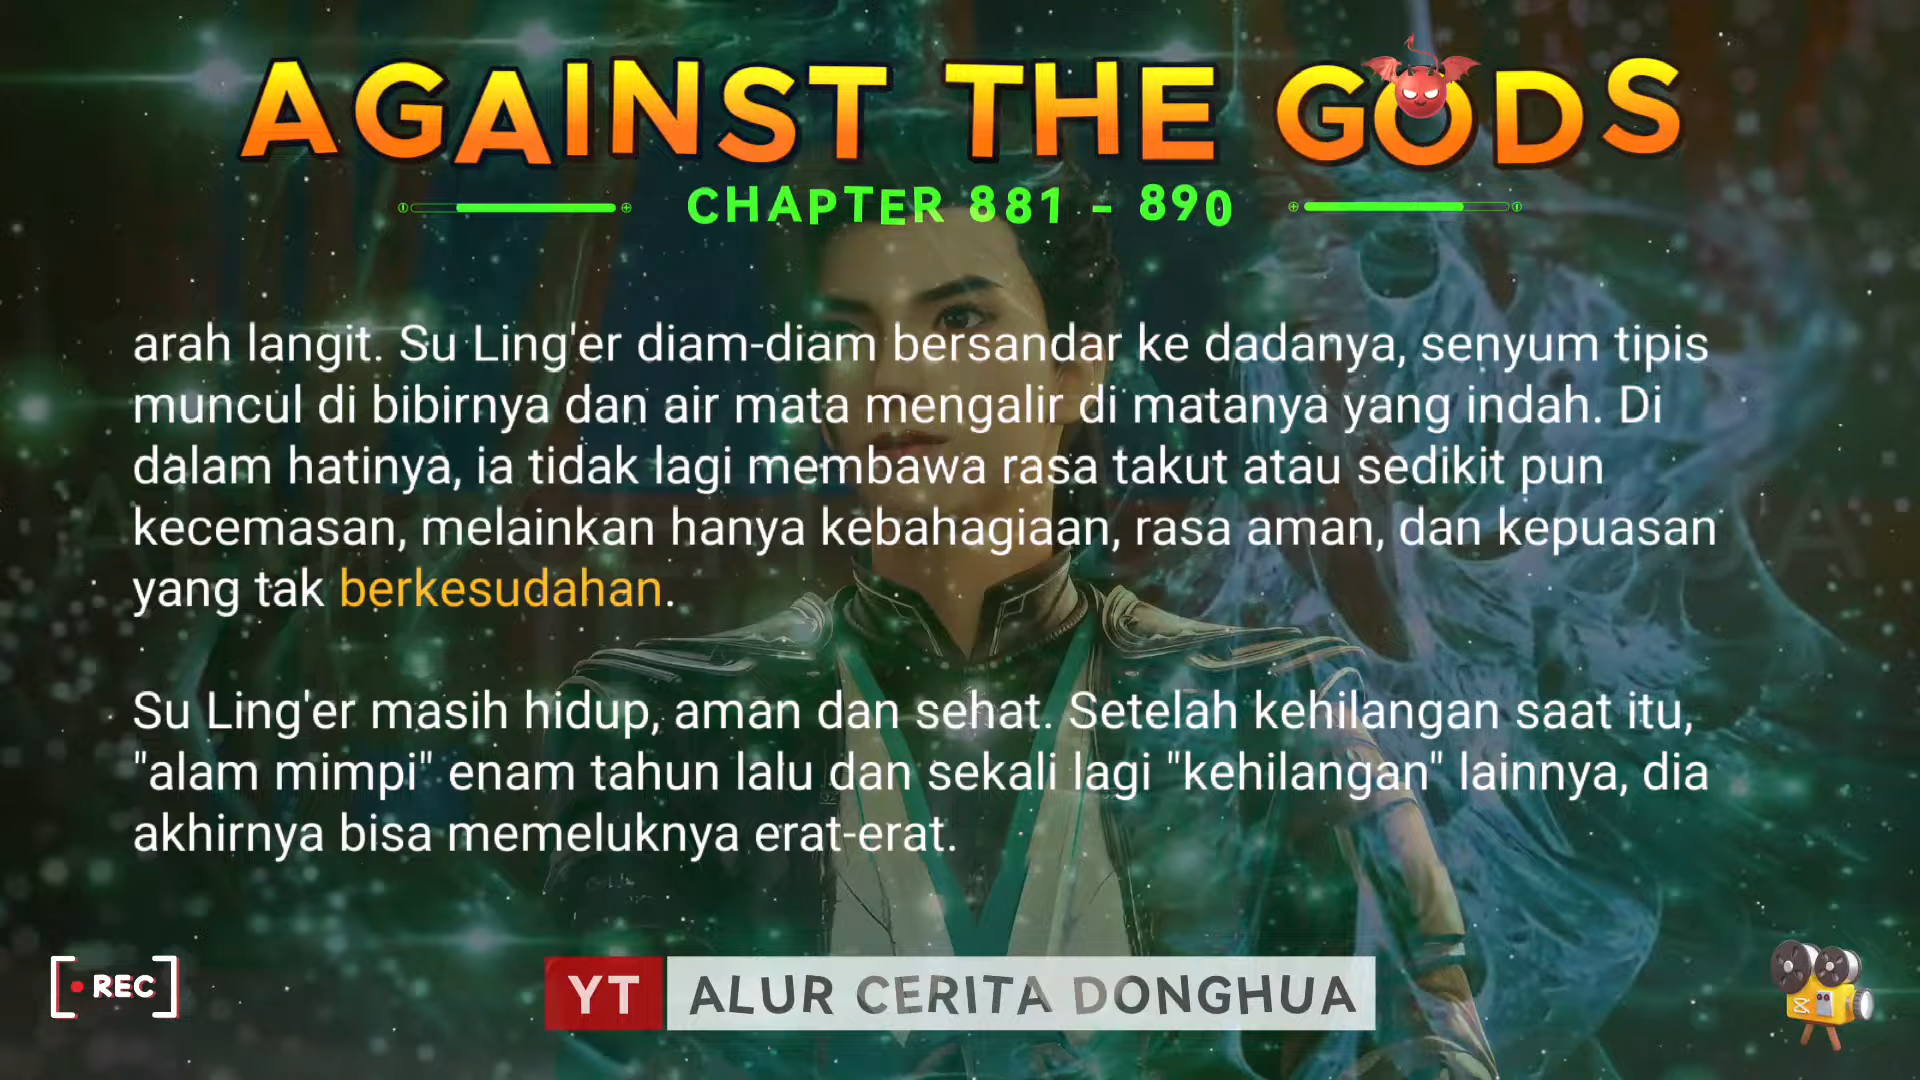 AGAINST THE GODS
CHAPTER 881 - 890
arah langit. Su Ling'er diam-diam bersandar ke dadanya, senyum tipis
muncul di bibirnya dan air mata mengalir di matanya yang indah. Di
dalam hatinya, ia tidak lagi membawa rasa takut atau sedikit pun
kecemasan, melainkan hanya kebahagiaan, rasa aman, dan kepuasan
yang tak berkesudahan.
Su Ling'er masih hidup, aman dan sehat. Setelah kehilangan saat itu,
"alam mimpi" enam tahun lalu dan sekali lagi "kehilangan" lainnya, dia
akhirnya bisa memeluknya erat-erat.
REC
YT ALUR CERITA DONGHUA